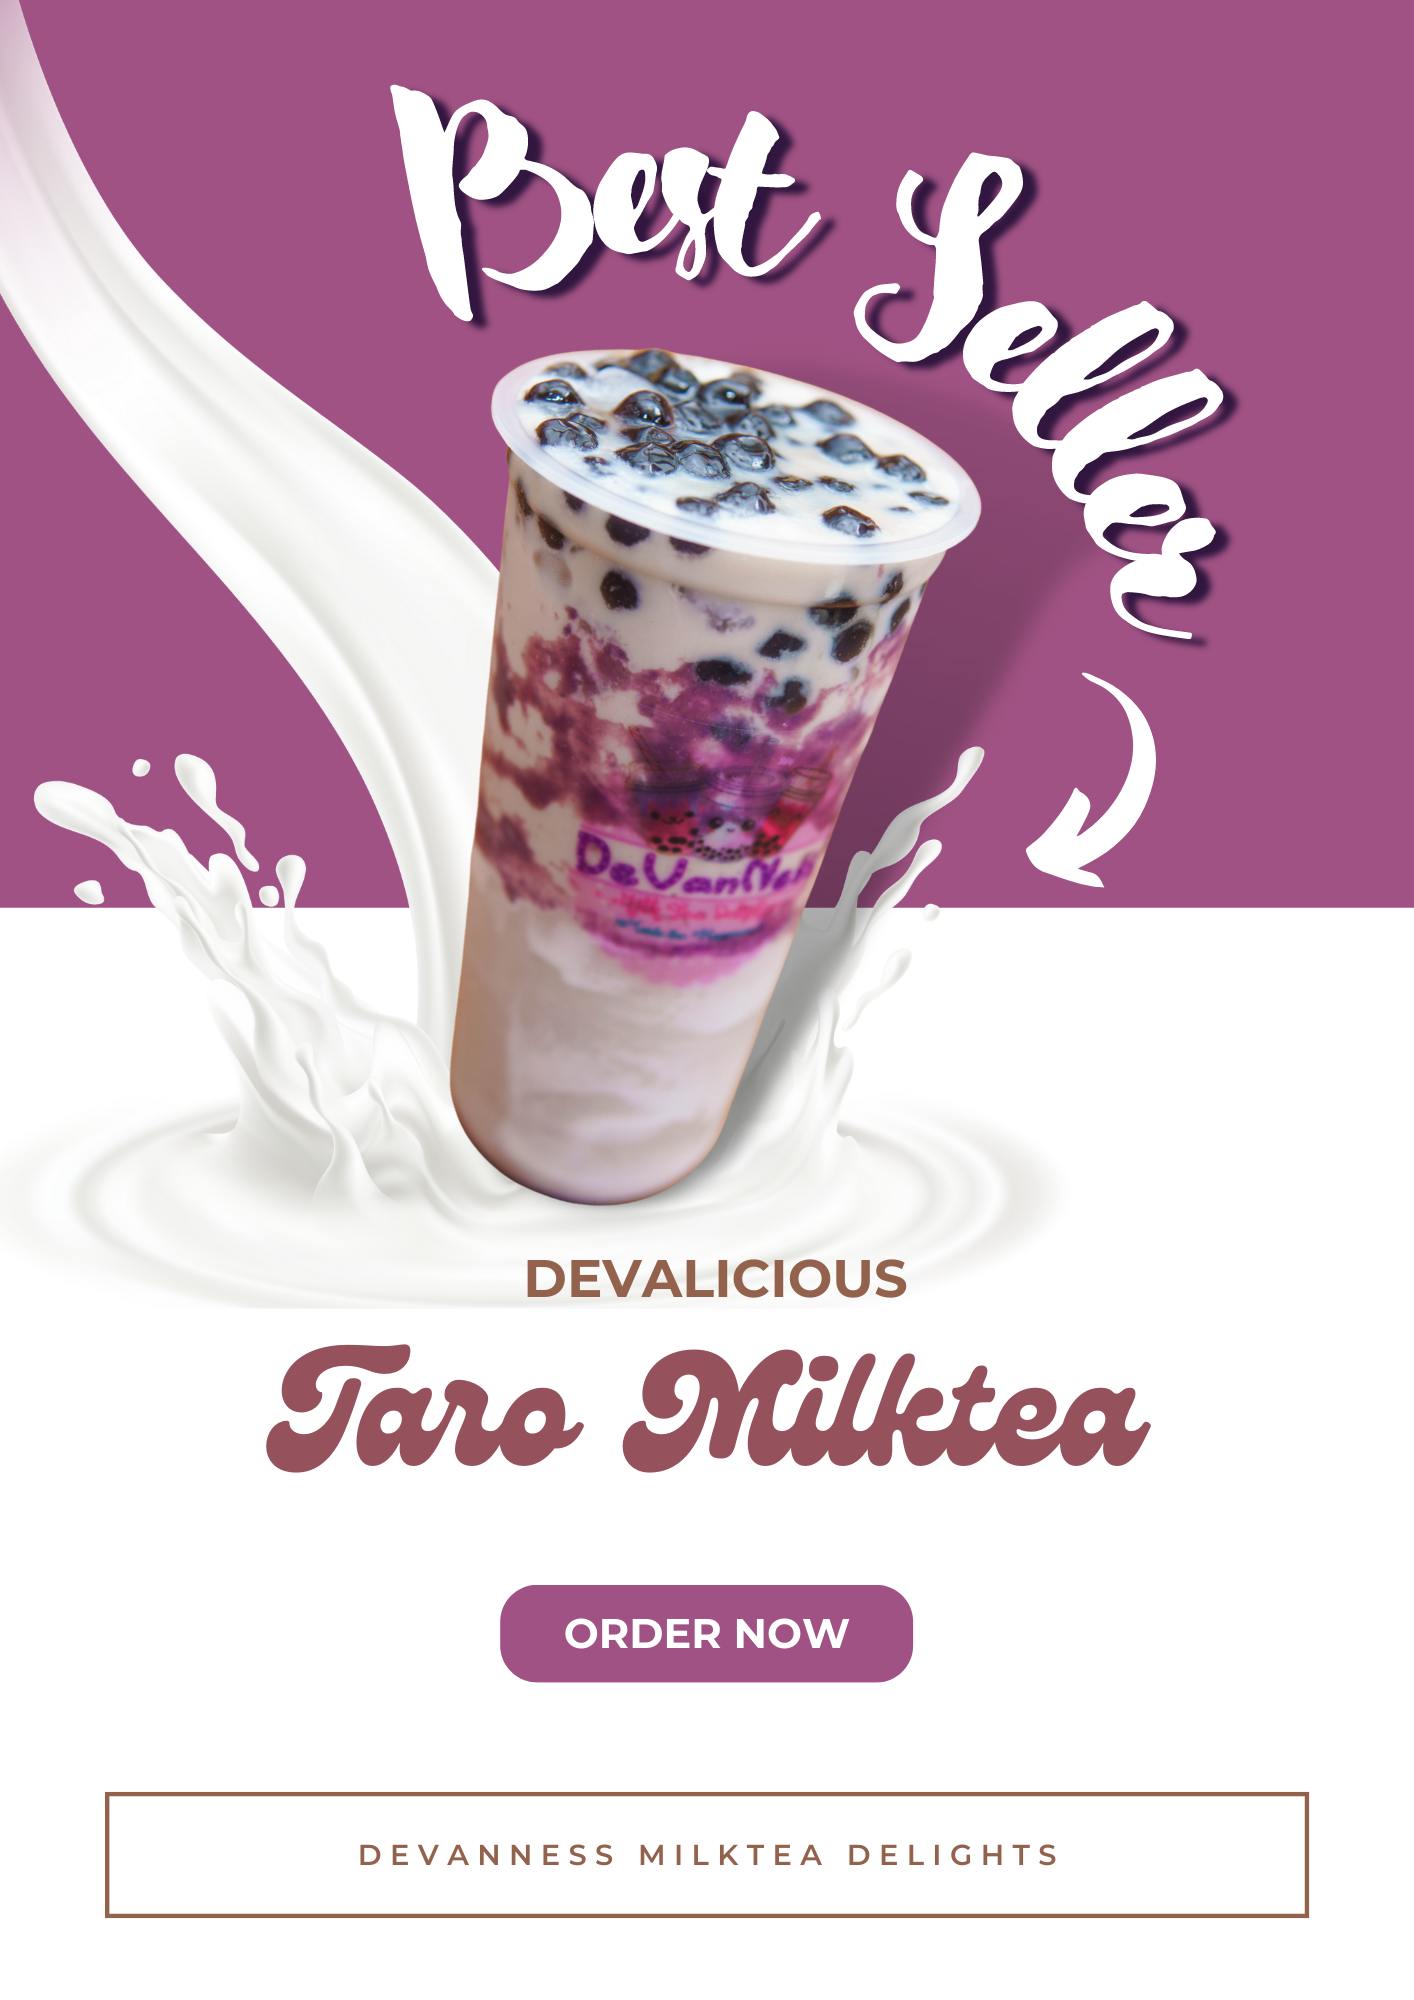 Best Seller
DEVALICIOUS
Taro Milktea
ORDER NOW
DEVANNESS MILKTEA DELIGHTS